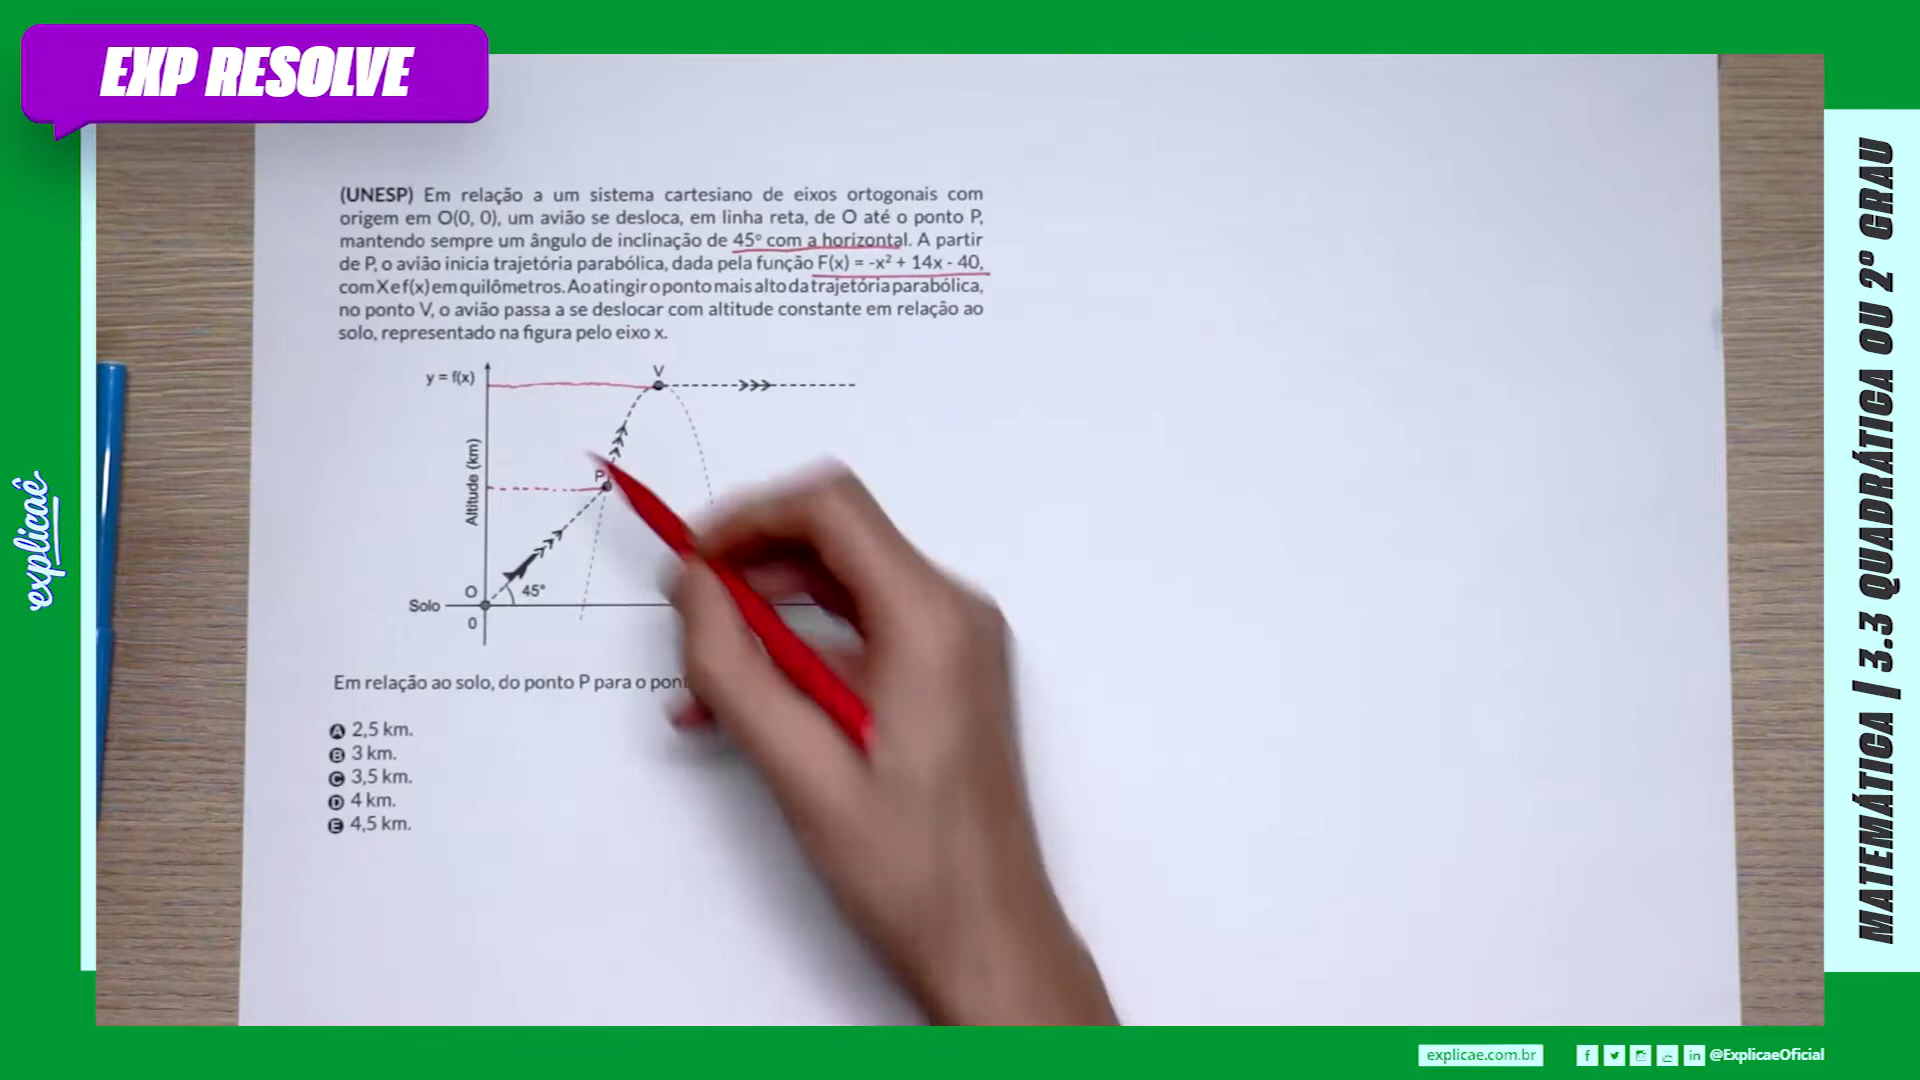 EXP RESOLVE
(UNESP) Em relação a um sistema cartesiano de eixos ortogonais com
origem em O(0, 0), um avião se desloca, em linha reta, de O até o ponto P,
mantendo sempre um ângulo de inclinação de 45º com a horizontal. A partir
de P, o avião inicia trajetória parabólica, dada pela função F(x) = -x² + 14x - 40,
com X e f(x) em quilômetros. Ao atingir o ponto mais alto da trajetória parabólica,
no ponto V, o avião passa a se deslocar com altitude constante em relação ao
solo, representado na figura pelo eixo x.
y = f(x)
V
Altitude (km)
P
O
45°
Solo
0
Em relação ao solo, do ponto P para o
A 2,5 km.
B 3 km.
C 3,5 km.
D 4 km.
E 4,5 km.
explicaê
MATEMÁTICA | 3.3 QUADRÁTICA OU 2º GRAU
explicae.com.br
f
in
@ExplicaeOficial